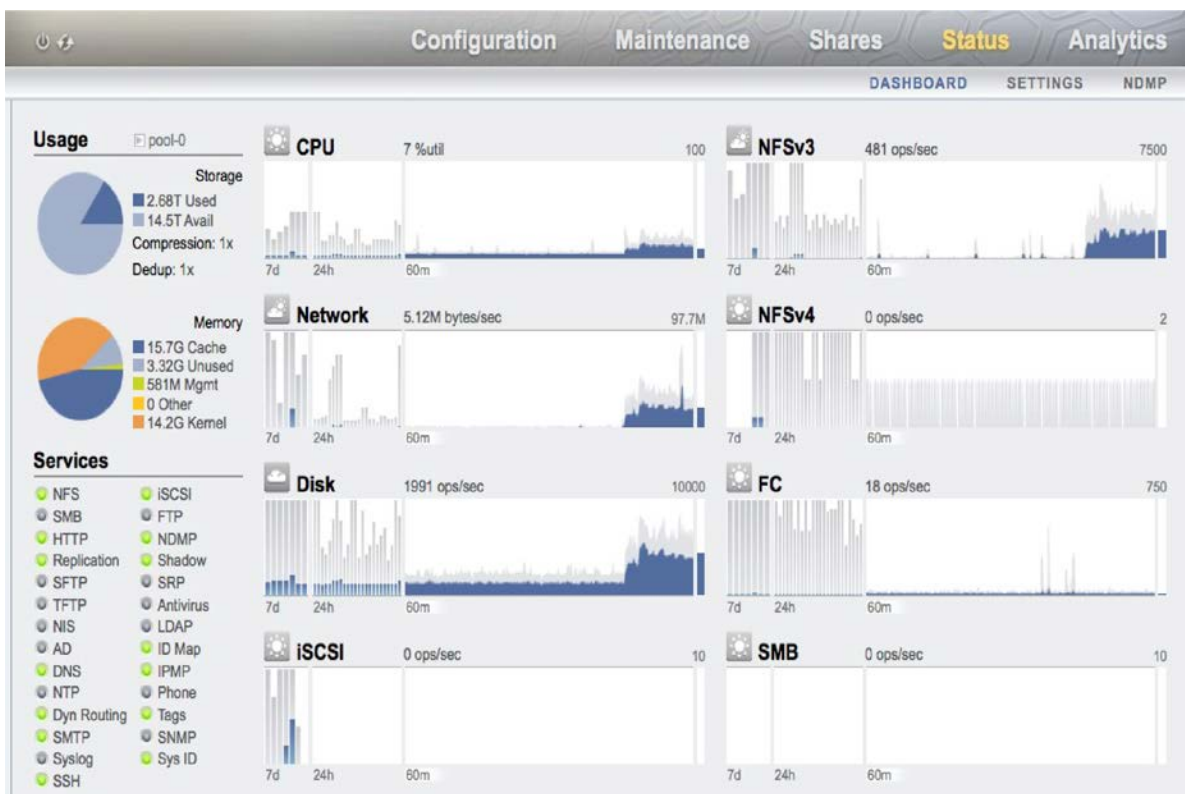 Configuration Maintenance Shares Status Analytics
DASHBOARD SETTINGS NDMP
Usage pool-0
Storage
2.68T Used
14.5T Avail
Compression: 1x
Dedup: 1x
Memory
15.7G Cache
3.32G Unused
581M Mgmt
0 Other
14.2G Kernel
Services
NFS iSCSI
SMB FTP
HTTP NDMP
Replication Shadow
SFTP SRP
TFTP Antivirus
NIS LDAP
AD ID Map
DNS IPMP
NTP Phone
Dyn Routing Tags
SMTP SNMP
Syslog Sys ID
SSH
CPU 7 %util 100
7d 24h 60m
NFSv3 481 ops/sec 7500
7d 24h 60m
Network 5.12M bytes/sec 97.7M
7d 24h 60m
NFSv4 0 ops/sec 2
7d 24h 60m
Disk 1991 ops/sec 10000
7d 24h 60m
FC 18 ops/sec 750
7d 24h 60m
iSCSI 0 ops/sec 10
7d 24h 60m
SMB 0 ops/sec 10
7d 24h 60m